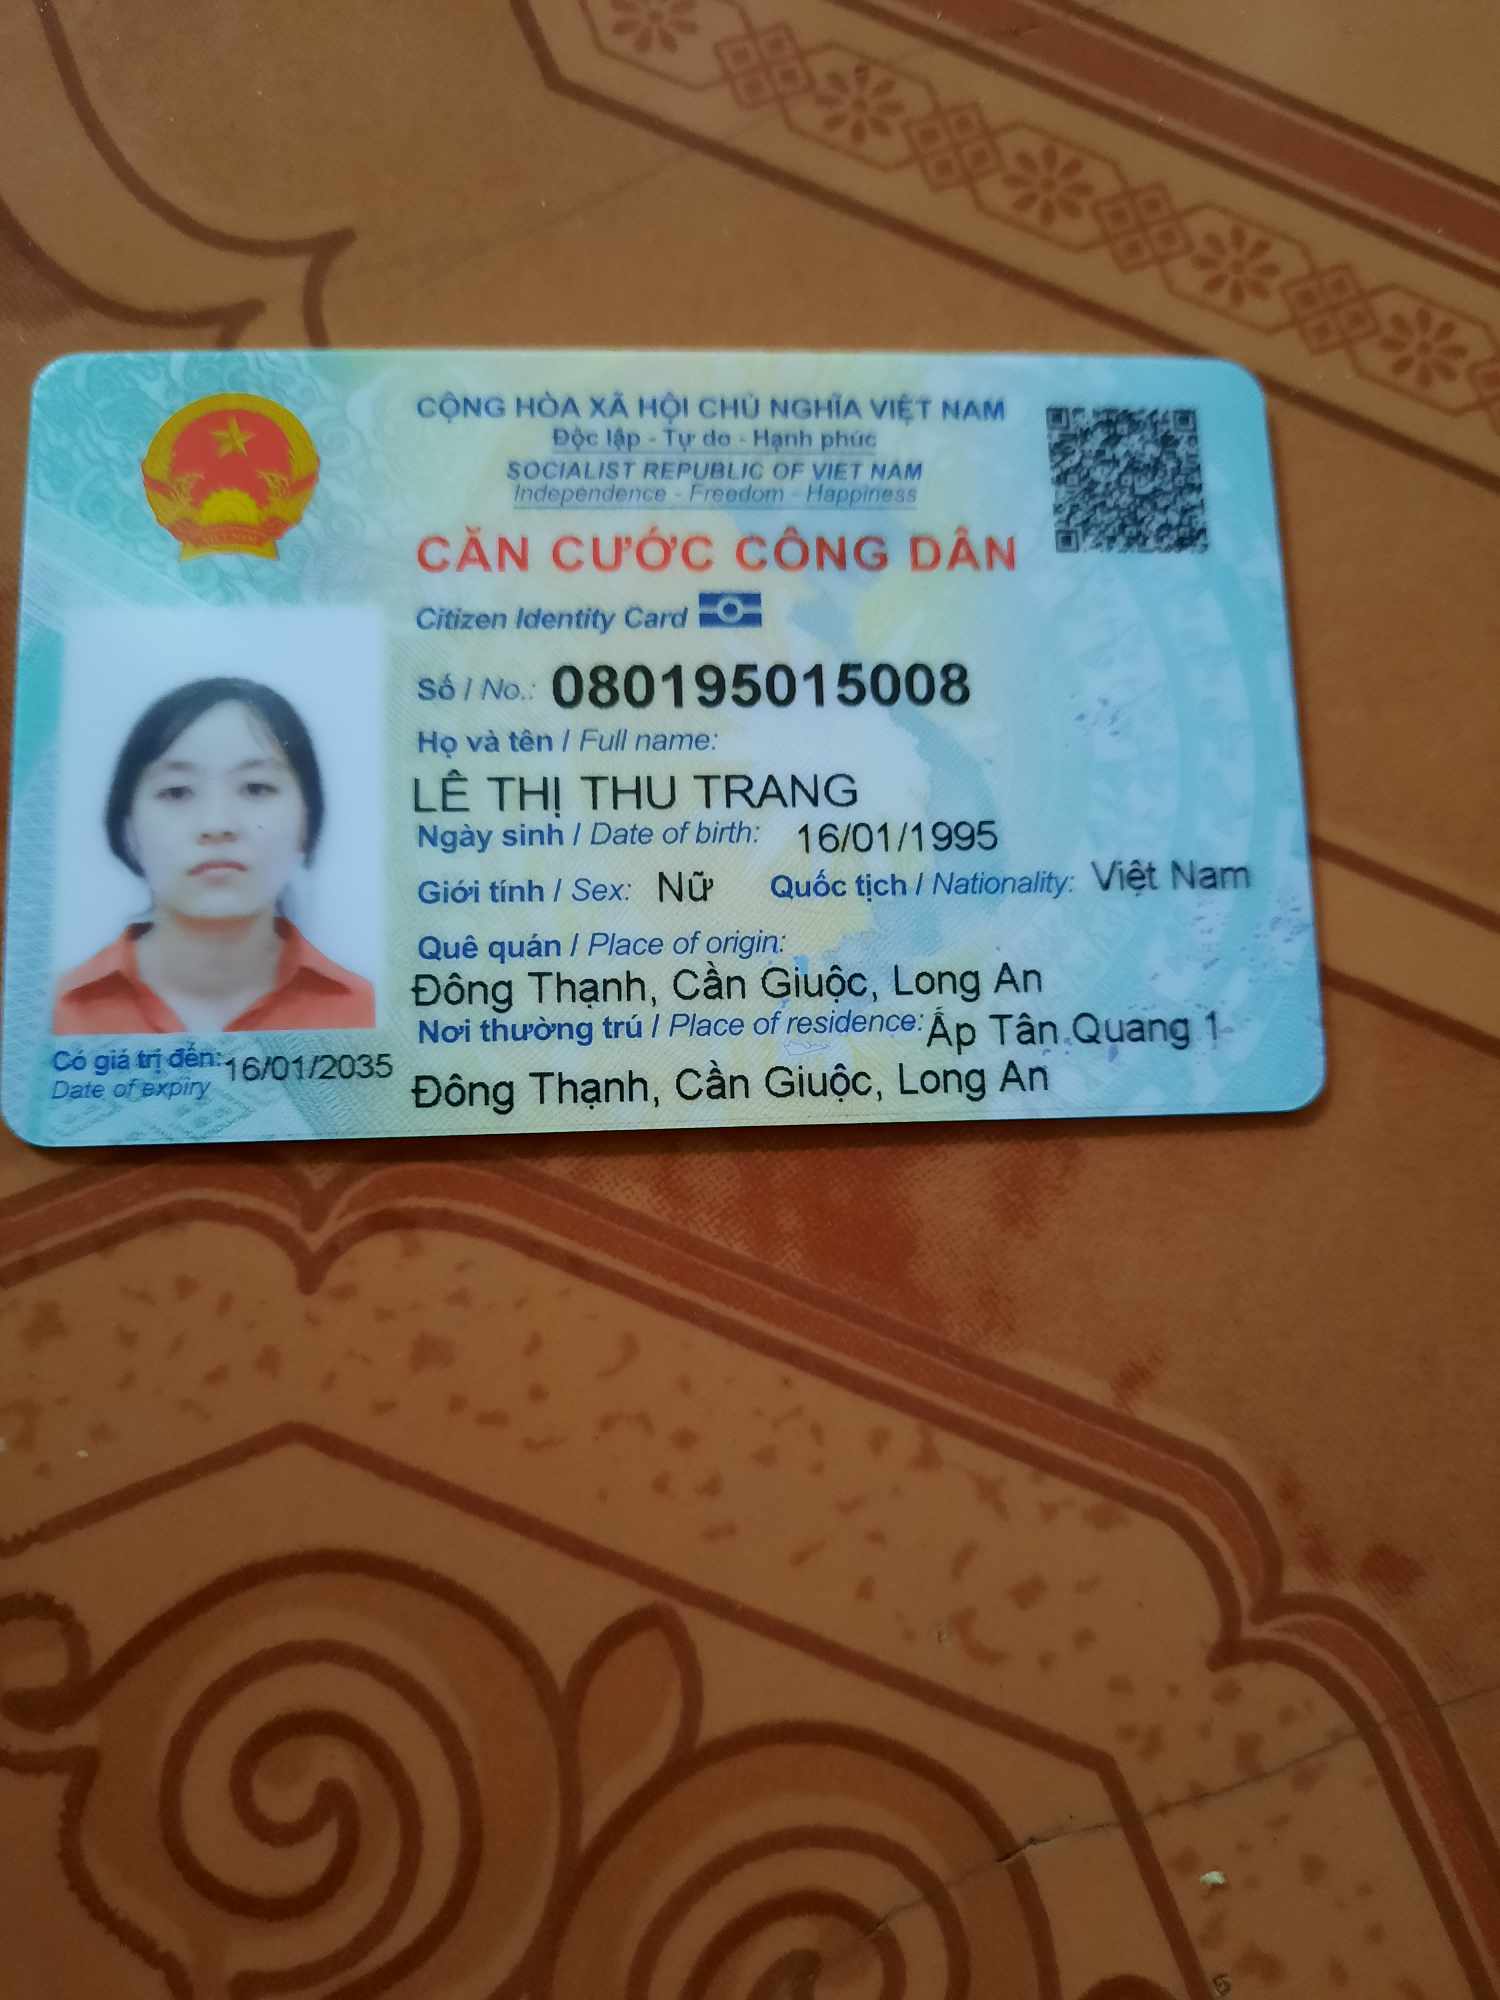 CỘNG HÒA XÃ HỘI CHỦ NGHĨA VIỆT NAM
Độc lập - Tự do - Hạnh phúc
SOCIALIST REPUBLIC OF VIET NAM
Independence - Freedom - Happiness
CĂN CƯỚC CÔNG DÂN
Citizen Identity Card
Số / No.: 080195015008
Họ và tên / Full name:
LÊ THỊ THU TRANG
Ngày sinh / Date of birth: 16/01/1995
Giới tính / Sex: Nữ Quốc tịch / Nationality: Việt Nam
Quê quán / Place of origin:
Đông Thạnh, Cần Giuộc, Long An
Nơi thường trú / Place of residence: Ấp Tân Quang 1
Đông Thạnh, Cần Giuộc, Long An
Có giá trị đến: 16/01/2035
Date of expiry